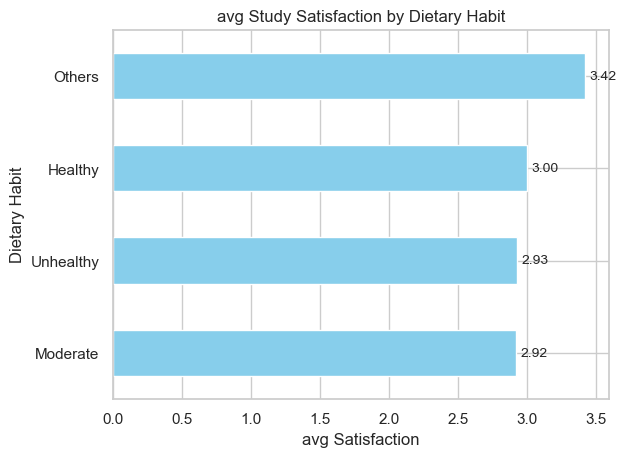 avg Study Satisfaction by Dietary Habit
Dietary Habit
Others
3.42
Healthy
3.00
Unhealthy
2.93
Moderate
2.92
0.0 0.5 1.0 1.5 2.0 2.5 3.0 3.5
avg Satisfaction